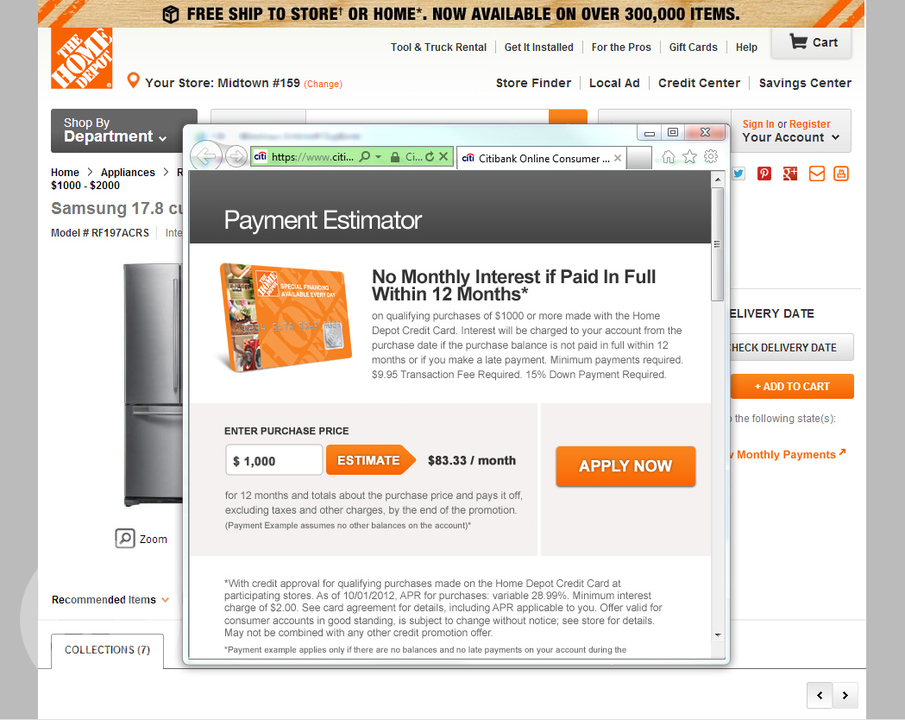 FREE SHIP TO STORE† OR HOME*. NOW AVAILABLE ON OVER 300,000 ITEMS.
THE HOME DEPOT
Tool & Truck Rental Get It Installed For the Pros Gift Cards Help Cart
Your Store: Midtown #159 (Change)
Store Finder Local Ad Credit Center Savings Center
Shop By
Department
Sign In or Register
Your Account
Home > Appliances > R
$1000 - $2000
Samsung 17.8 cu
Model # RF197ACRS Inte
citi https://www.citi... Ci...
citi Citibank Online Consumer ...
Payment Estimator
THE HOME DEPOT
SPECIAL FINANCING
AVAILABLE EVERY DAY
No Monthly Interest if Paid In Full
Within 12 Months*
on qualifying purchases of $1000 or more made with the Home
Depot Credit Card. Interest will be charged to your account from the
purchase date if the purchase balance is not paid in full within 12
months or if you make a late payment. Minimum payments required.
$9.95 Transaction Fee Required. 15% Down Payment Required.
ENTER PURCHASE PRICE
$ 1,000 ESTIMATE $83.33 / month
for 12 months and totals about the purchase price and pays it off,
excluding taxes and other charges, by the end of the promotion.
(Payment Example assumes no other balances on the account)*
APPLY NOW
*With credit approval for qualifying purchases made on the Home Depot Credit Card at
participating stores. As of 10/01/2012, APR for purchases: variable 28.99%. Minimum interest
charge of $2.00. See card agreement for details, including APR applicable to you. Offer valid for
consumer accounts in good standing, is subject to change without notice; see store for details.
May not be combined with any other credit promotion offer.
*Payment example applies only if there are no balances and no late payments on your account during the
ELIVERY DATE
HECK DELIVERY DATE
+ ADD TO CART
the following state(s):
w Monthly Payments
Zoom
Recommended Items
COLLECTIONS (7)